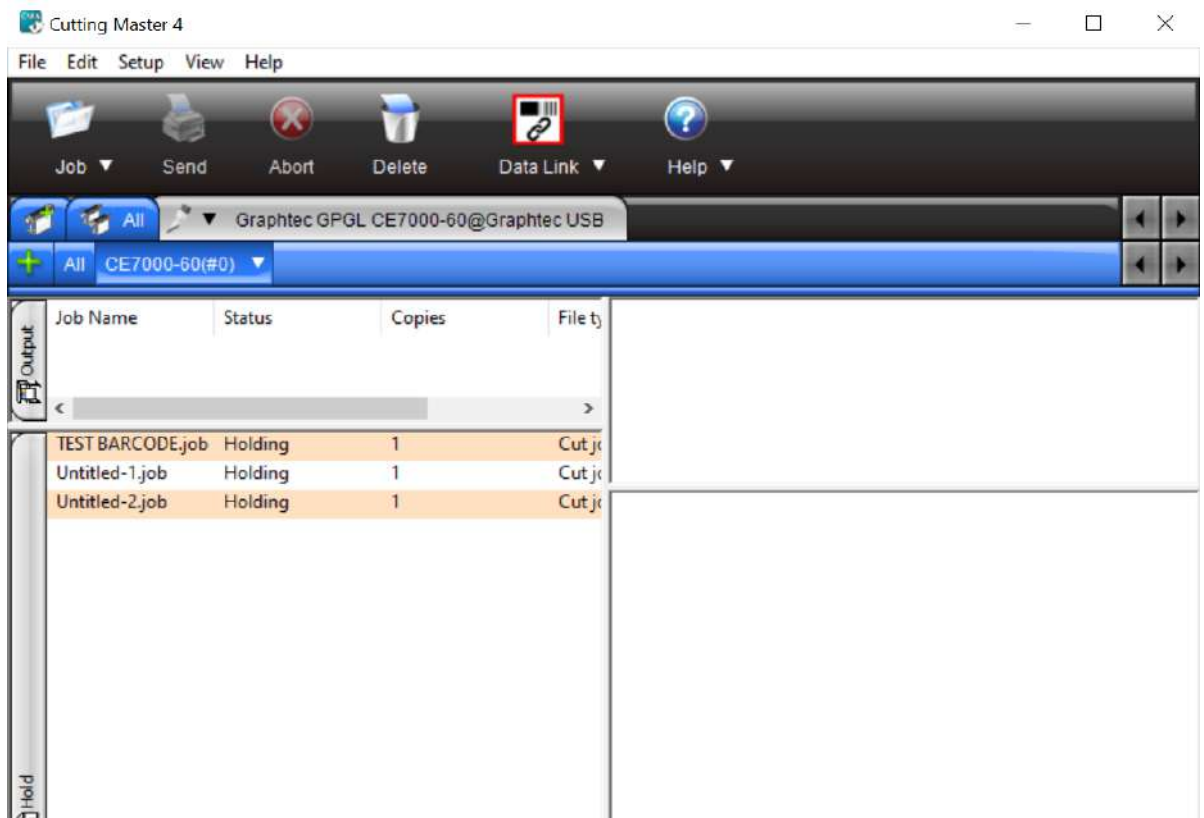 Cutting Master 4
File Edit Setup View Help
Job Send Abort Delete Data Link Help
All Graphtec GPGL CE7000-60@Graphtec USB
All CE7000-60(#0)
Output
Job Name Status Copies File ty
TEST BARCODE.job Holding 1 Cut jo
Untitled-1.job Holding 1 Cut jo
Untitled-2.job Holding 1 Cut jo
Hold